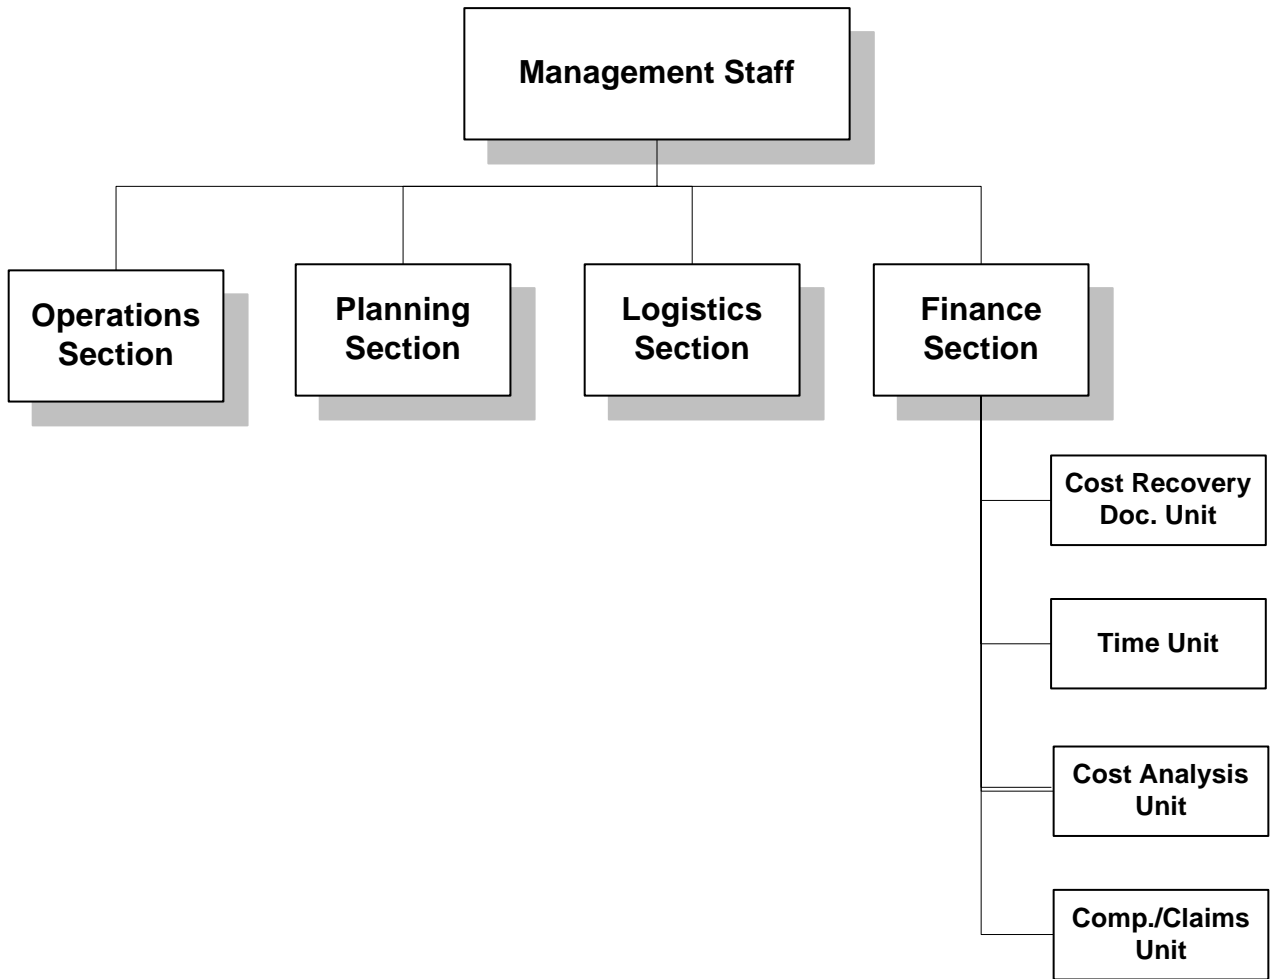 Management Staff
Operations
Section
Planning
Section
Logistics
Section
Finance
Section
Cost Recovery
Doc. Unit
Time Unit
Cost Analysis
Unit
Comp./Claims
Unit